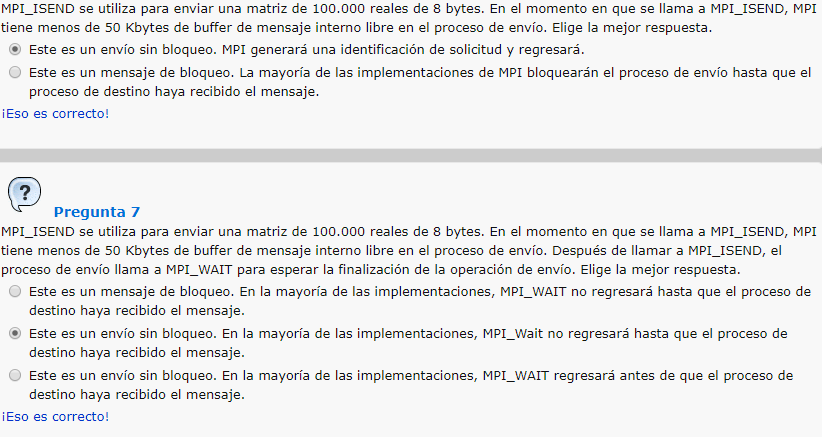 MPI_ISEND se utiliza para enviar una matriz de 100.000 reales de 8 bytes. En el momento en que se llama a MPI_ISEND, MPI
tiene menos de 50 Kbytes de buffer de mensaje interno libre en el proceso de envío. Elige la mejor respuesta.
Este es un envío sin bloqueo. MPI generará una identificación de solicitud y regresará.
Este es un mensaje de bloqueo. La mayoría de las implementaciones de MPI bloquearán el proceso de envío hasta que el
proceso de destino haya recibido el mensaje.
¡Eso es correcto!
?
Pregunta 7
MPI_ISEND se utiliza para enviar una matriz de 100.000 reales de 8 bytes. En el momento en que se llama a MPI_ISEND, MPI
tiene menos de 50 Kbytes de buffer de mensaje interno libre en el proceso de envío. Después de llamar a MPI_ISEND, el
proceso de envío llama a MPI_WAIT para esperar la finalización de la operación de envío. Elige la mejor respuesta.
Este es un mensaje de bloqueo. En la mayoría de las implementaciones, MPI_WAIT no regresará hasta que el proceso de
destino haya recibido el mensaje.
Este es un envío sin bloqueo. En la mayoría de las implementaciones, MPI_Wait no regresará hasta que el proceso de
destino haya recibido el mensaje.
Este es un envío sin bloqueo. En la mayoría de las implementaciones, MPI_WAIT regresará antes de que el proceso de
destino haya recibido el mensaje.
¡Eso es correcto!